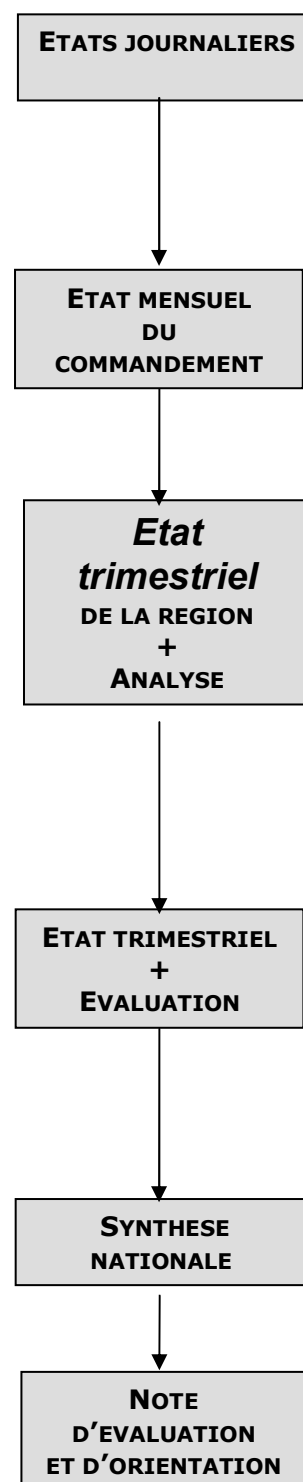 ETATS JOURNALIERS
ETAT MENSUEL
DU
COMMANDEMENT
Etat
trimestriel
DE LA REGION
+
ANALYSE
ETAT TRIMESTRIEL
+
EVALUATION
SYNTHESE
NATIONALE
NOTE
D'EVALUATION
ET D'ORIENTATION